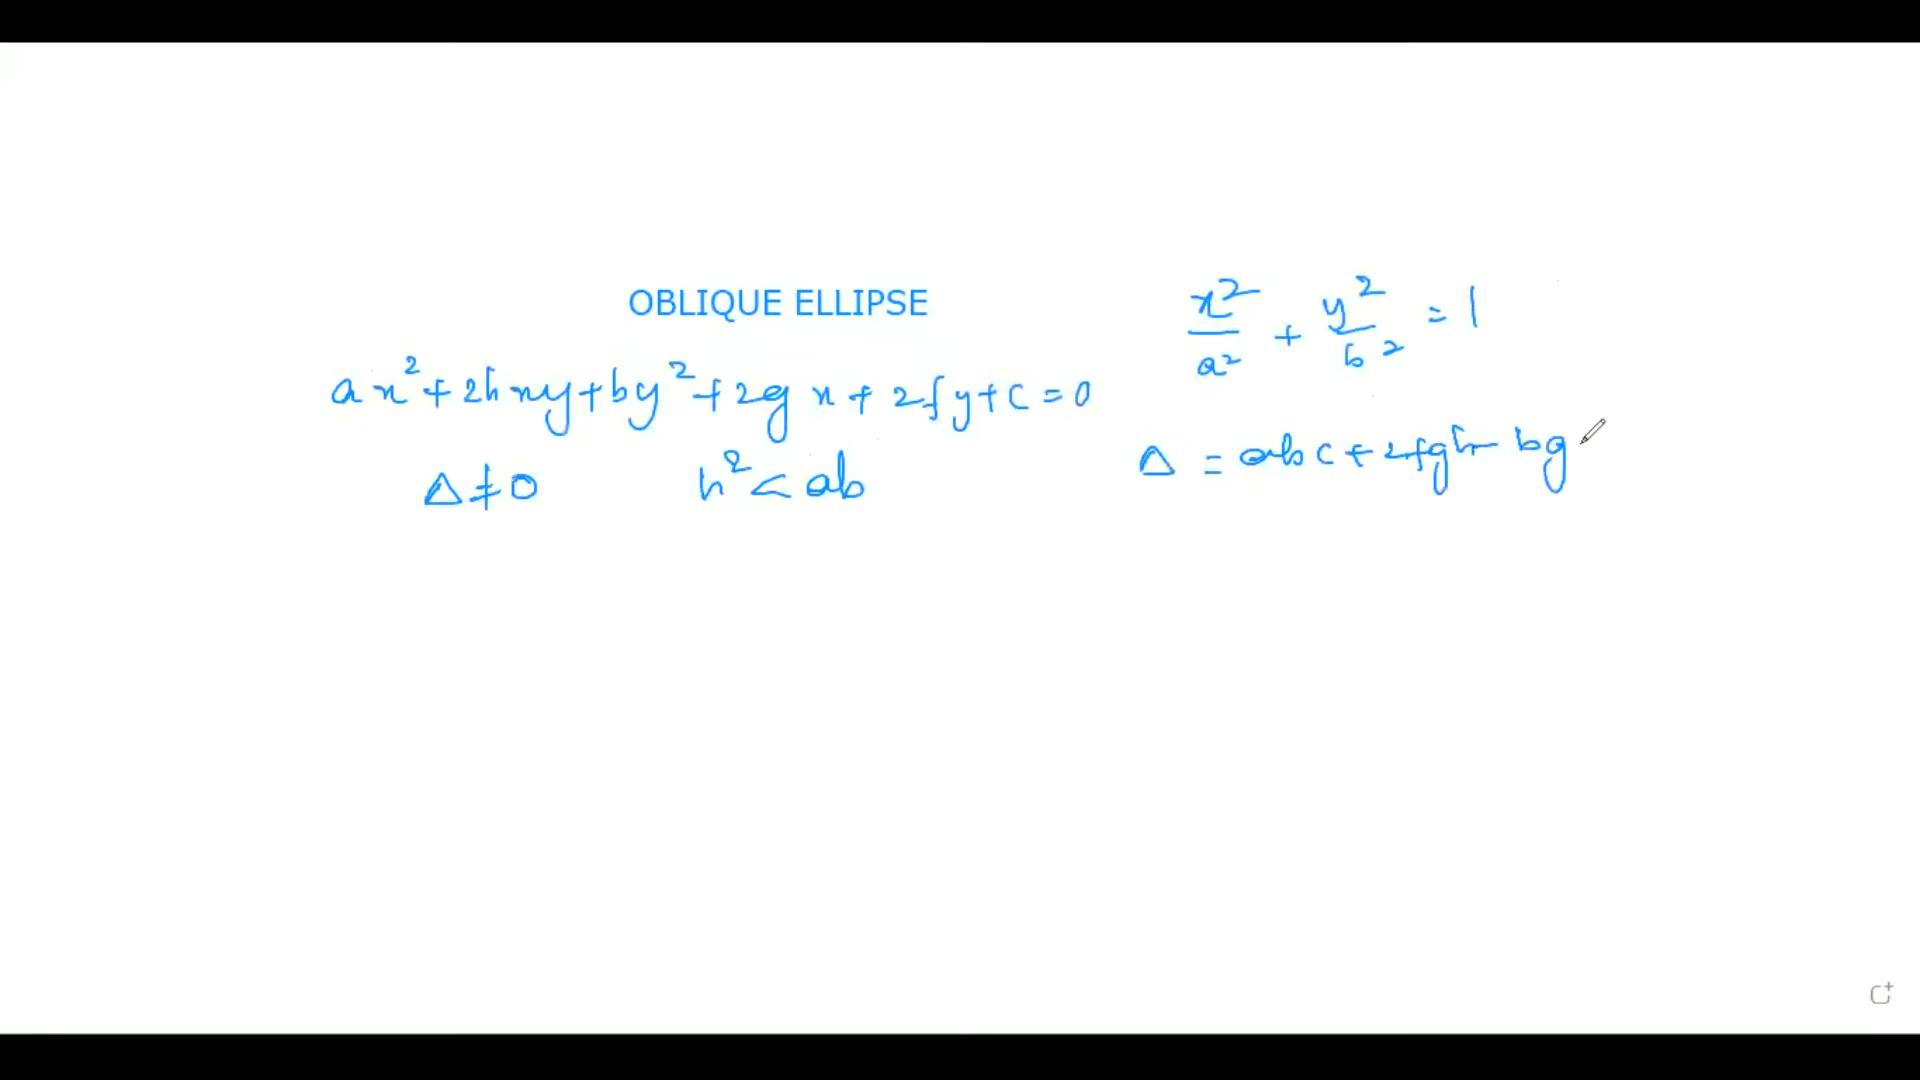 OBLIQUE ELLIPSE
ax²+2hxy+by²+2gx+2fy+c=0
Δ≠0 h²<ab
x²/a² + y²/b² = 1
Δ = abc+2fgh-bg